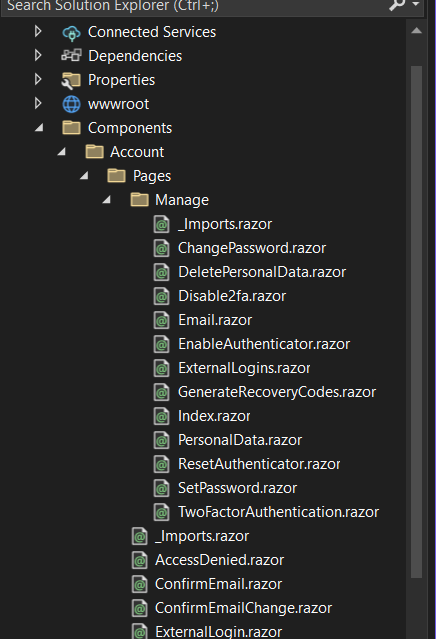 Search Solution Explorer (Ctrl+;)
Connected Services
Dependencies
Properties
wwwroot
Components
Account
Pages
Manage
_Imports.razor
ChangePassword.razor
DeletePersonalData.razor
Disable2fa.razor
Email.razor
EnableAuthenticator.razor
ExternalLogins.razor
GenerateRecoveryCodes.razor
Index.razor
PersonalData.razor
ResetAuthenticator.razor
SetPassword.razor
TwoFactorAuthentication.razor
_Imports.razor
AccessDenied.razor
ConfirmEmail.razor
ConfirmEmailChange.razor
ExternalLogin.razor